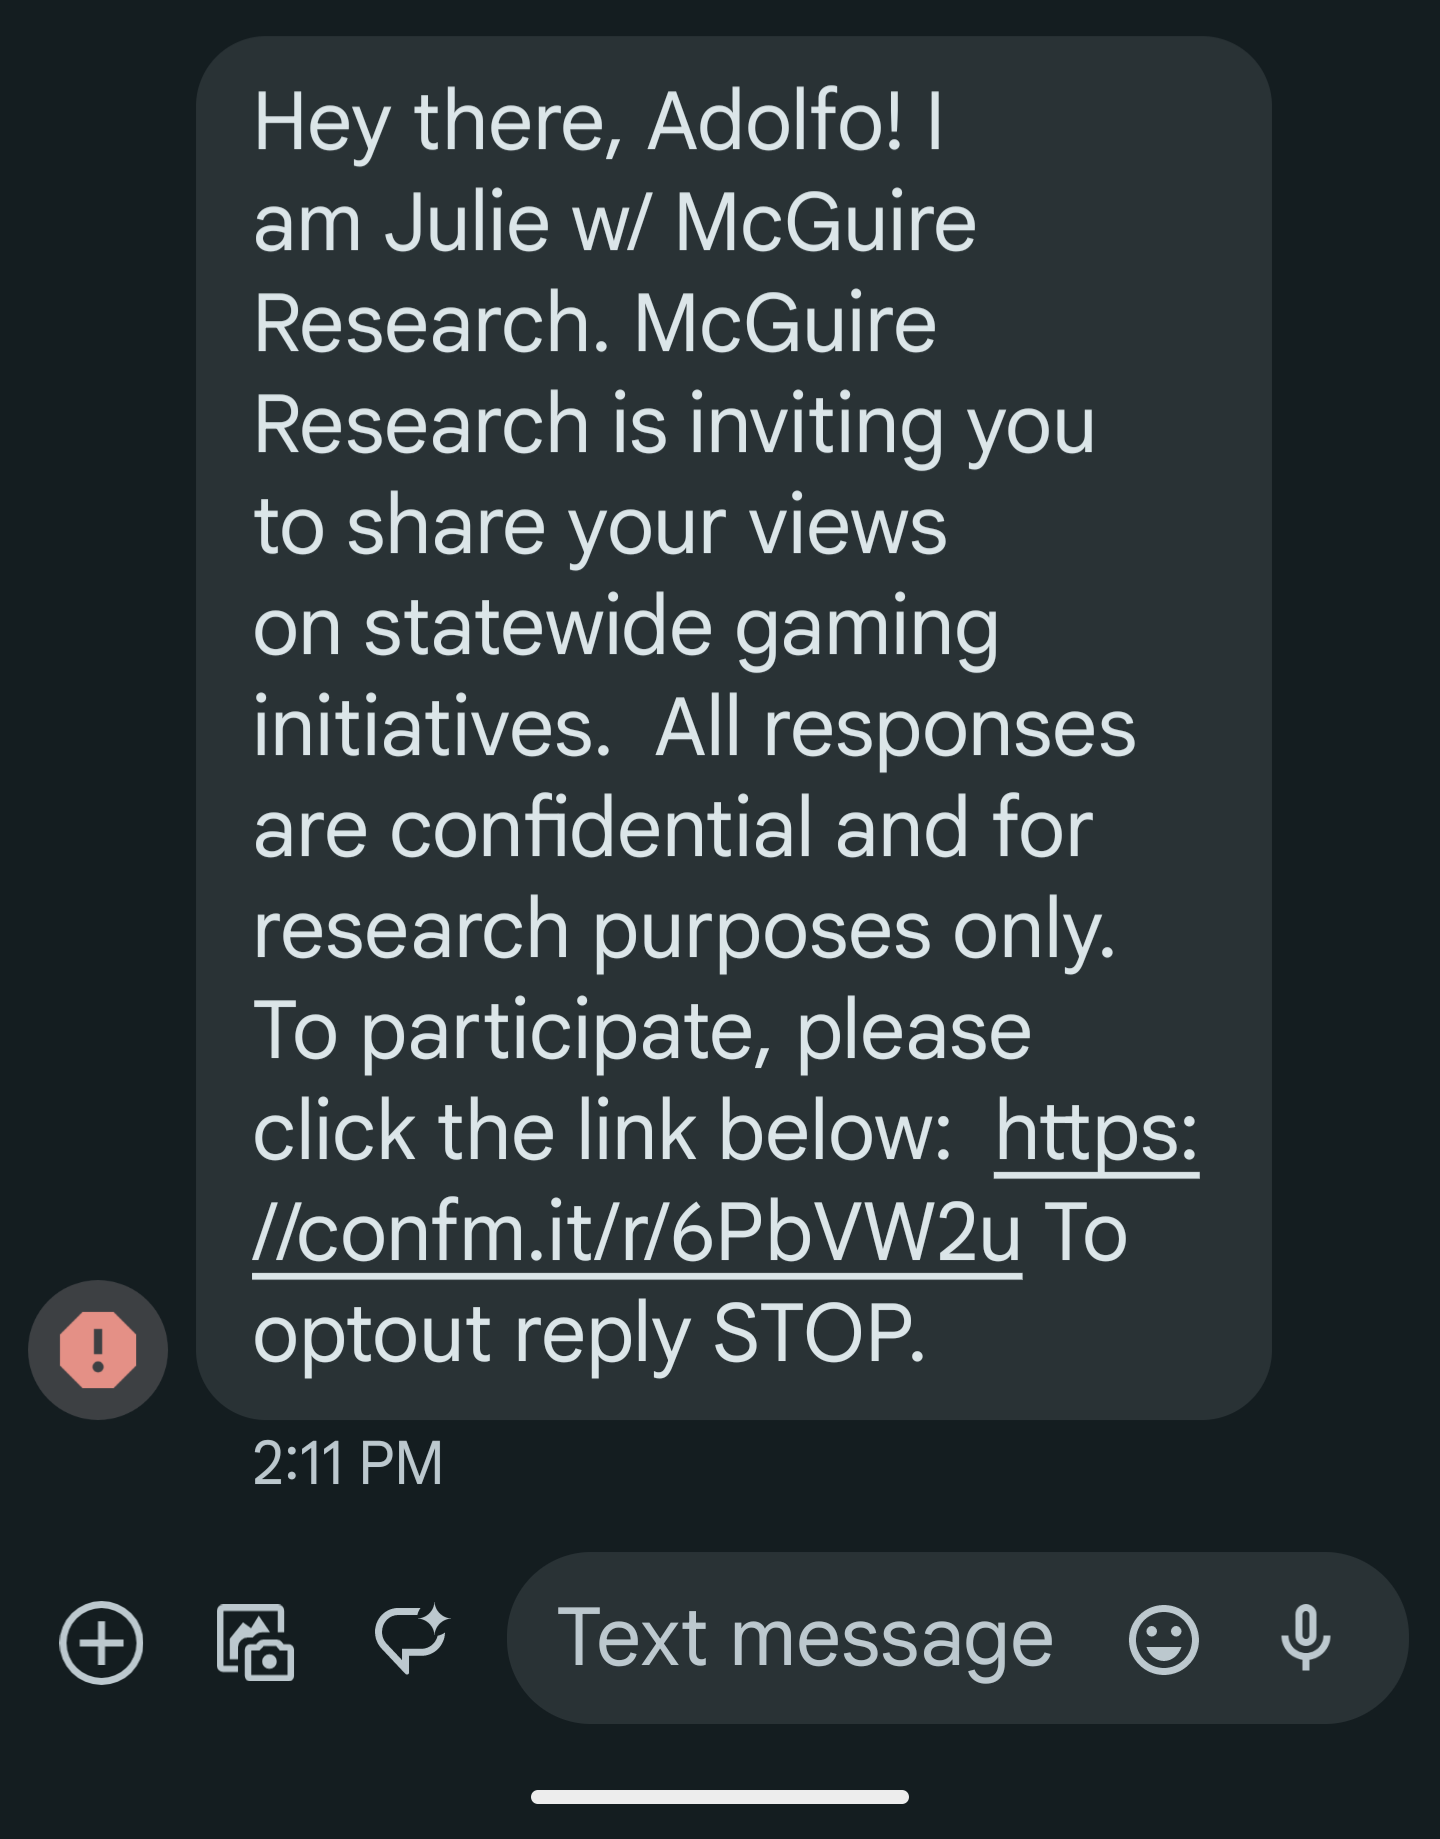 Hey there, Adolfo! I
am Julie w/ McGuire
Research. McGuire
Research is inviting you
to share your views
on statewide gaming
initiatives.  All responses
are confidential and for
research purposes only.
To participate, please
click the link below:  https:
//confm.it/r/6PbVW2u To
optout reply STOP.
2:11 PM
Text message